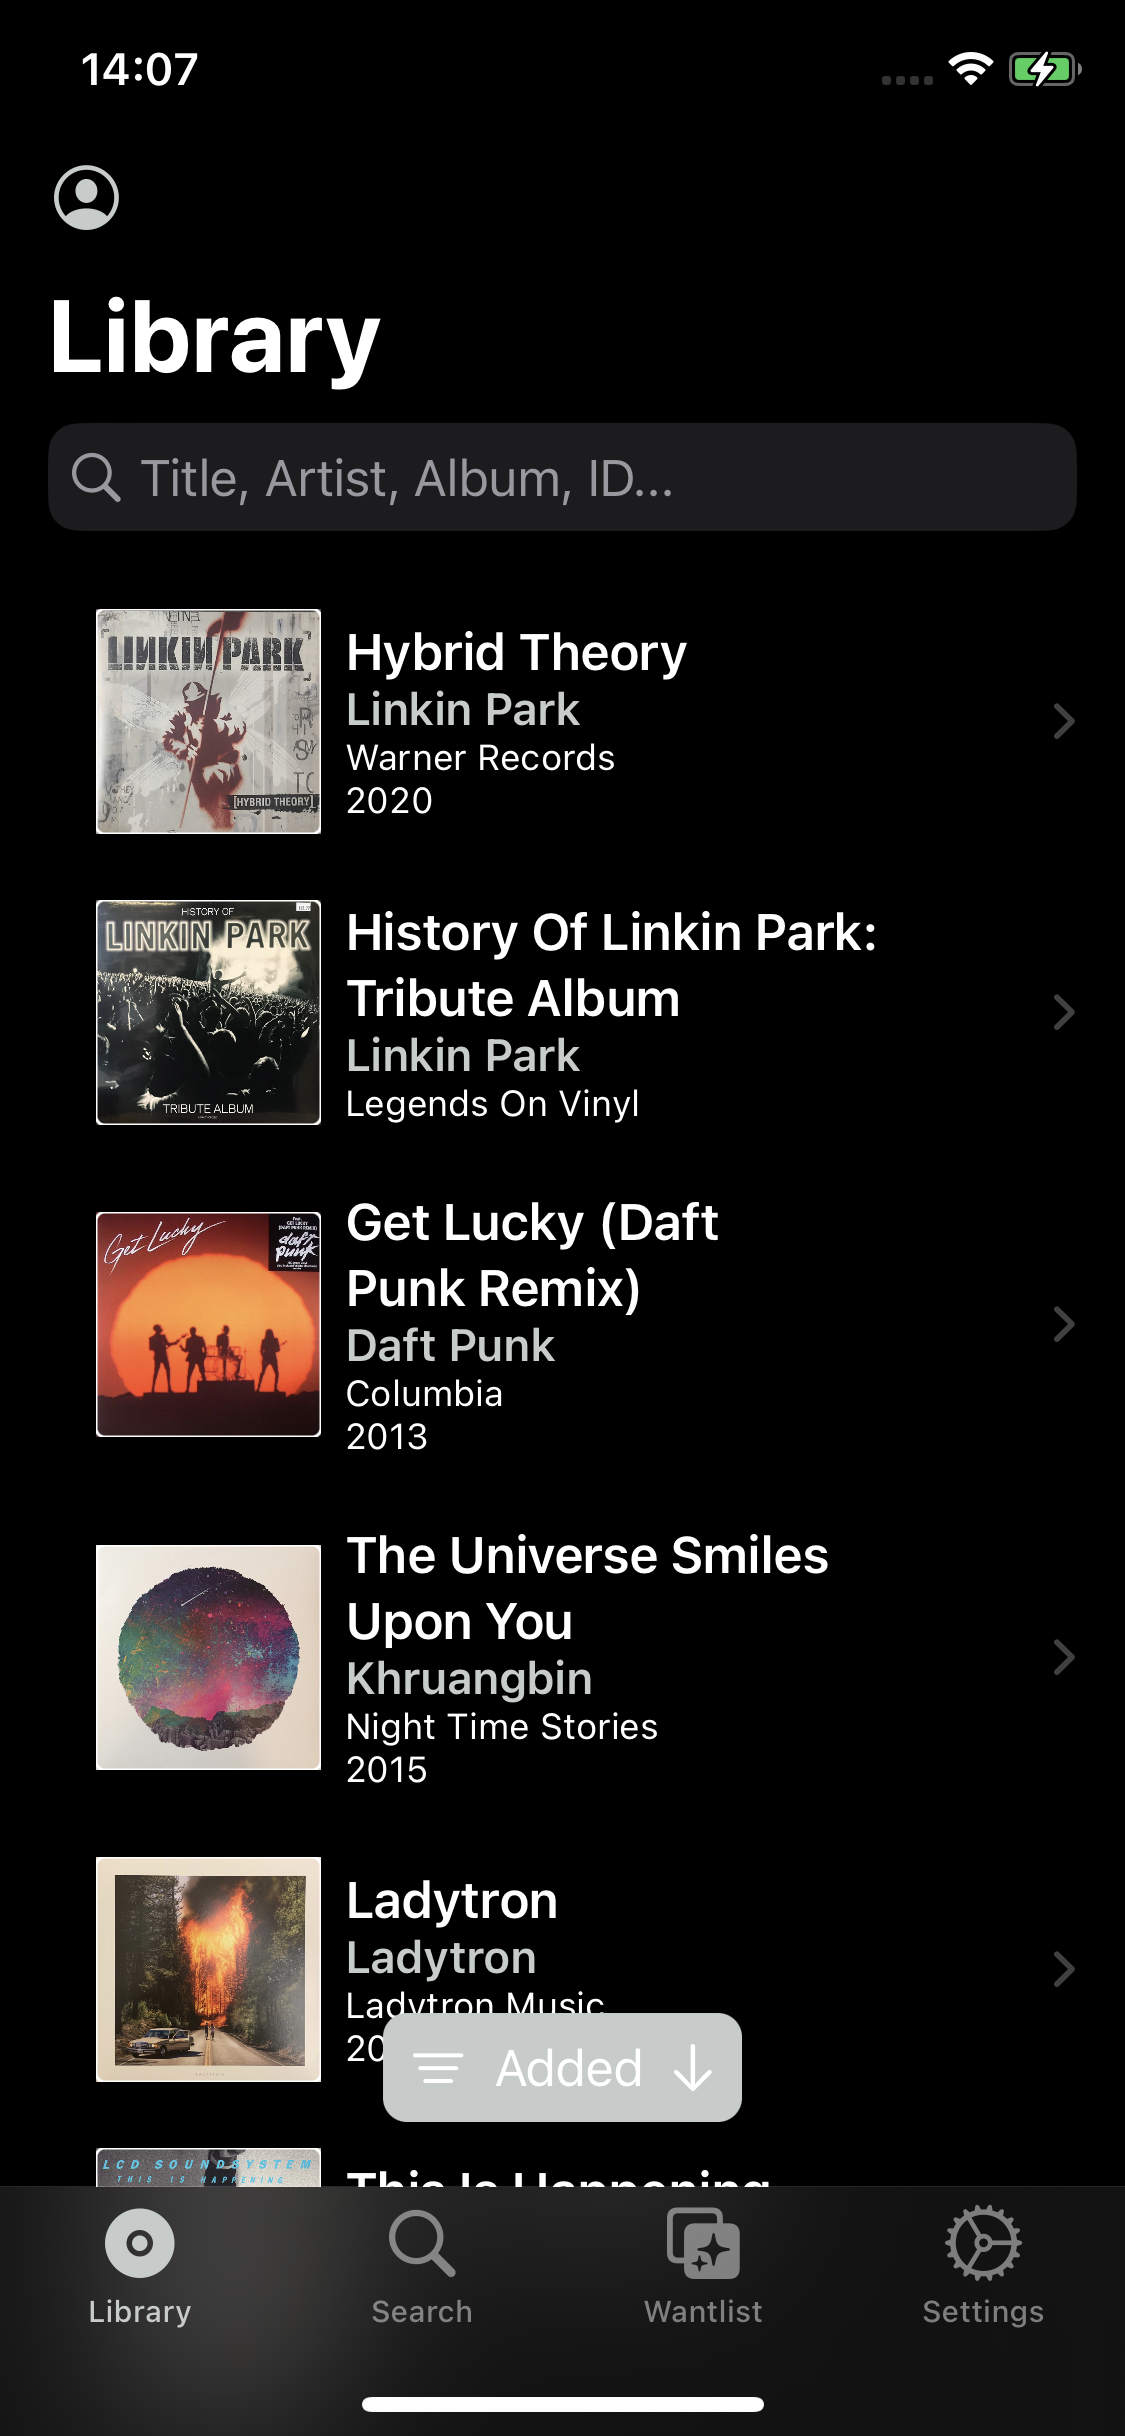 14:07
Library
Title, Artist, Album, ID...
LINKIN PARK
[HYBRID THEORY]
Hybrid Theory
Linkin Park
Warner Records
2020
HISTORY OF
LINKIN PARK
TRIBUTE ALBUM
History Of Linkin Park:
Tribute Album
Linkin Park
Legends On Vinyl
Get Lucky
daft
punk
Get Lucky (Daft
Punk Remix)
Daft Punk
Columbia
2013
The Universe Smiles
Upon You
Khruangbin
Night Time Stories
2015
Ladytron
Ladytron
Ladytron Music
20
Added
LCD SOUNDSYSTEM
THIS IS HAPPENING
This Is Happening
Library
Search
Wantlist
Settings